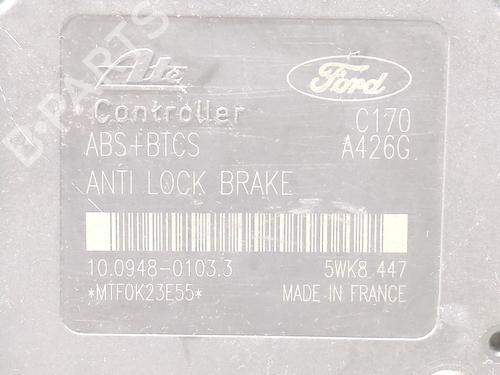 B-PARTS
Ate
Ford
Controller
C170
ABS+BTCS
A426G
ANTI LOCK BRAKE
10.0948-0103.3
5WK8 447
*MTF0K23E55*
MADE IN FRANCE